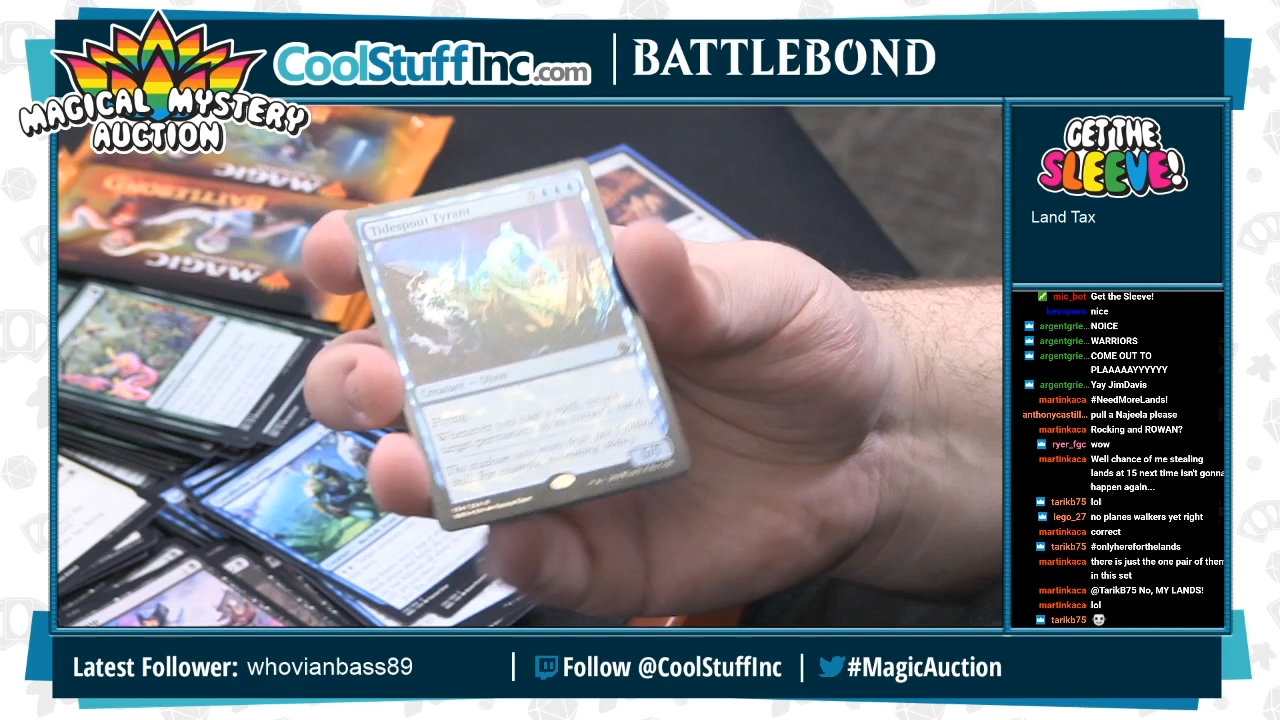 MAGICAL MYSTERY
AUCTION
CoolStuffInc.com
BATTLEBOND
GET THE
SLEEVE!
Land Tax
MAGIC
BATTLEBOND
MAGIC
Tidespout Tyrant
Creature — Djinn
Flying
mic_bot Get the Sleeve!
nice
argentgrie... NOICE
argentgrie... WARRIORS
argentgrie... COME OUT TO
PLAAAAAYYYYYY
argentgrie... Yay JimDavis
martinkaca #NeedMoreLands!
anthonycastill... pull a Najeela please
martinkaca Rocking and ROWAN?
ryer_fgc wow
martinkaca Well chance of me stealing
lands at 15 next time isn't gonna
happen again...
tarikb75 lol
lego_27 no planes walkers yet right
martinkaca correct
tarikb75 #onlyhereforthelands
martinkaca there is just the one pair of them
in this set
martinkaca @TarikB75 No, MY LANDS!
martinkaca lol
tarikb75
Latest Follower: whovianbass89
Follow @CoolStuffInc
#MagicAuction